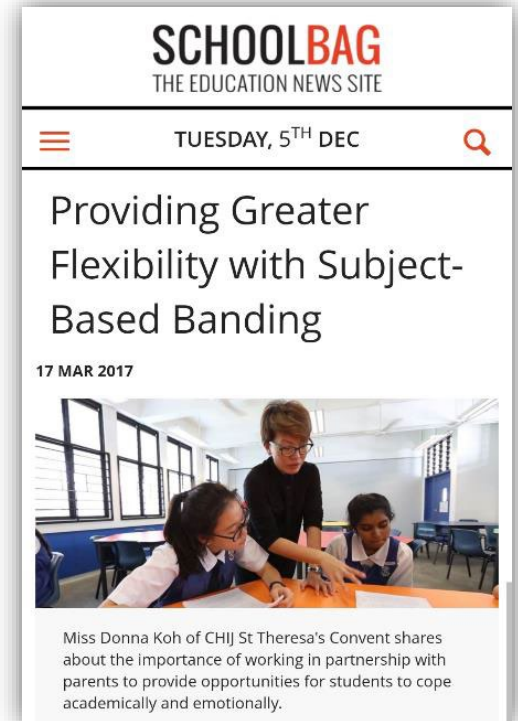 SCHOOLBAG
THE EDUCATION NEWS SITE
TUESDAY, 5TH DEC
Providing Greater
Flexibility with Subject-
Based Banding
17 MAR 2017
Miss Donna Koh of CHIJ St Theresa's Convent shares
about the importance of working in partnership with
parents to provide opportunities for students to cope
academically and emotionally.